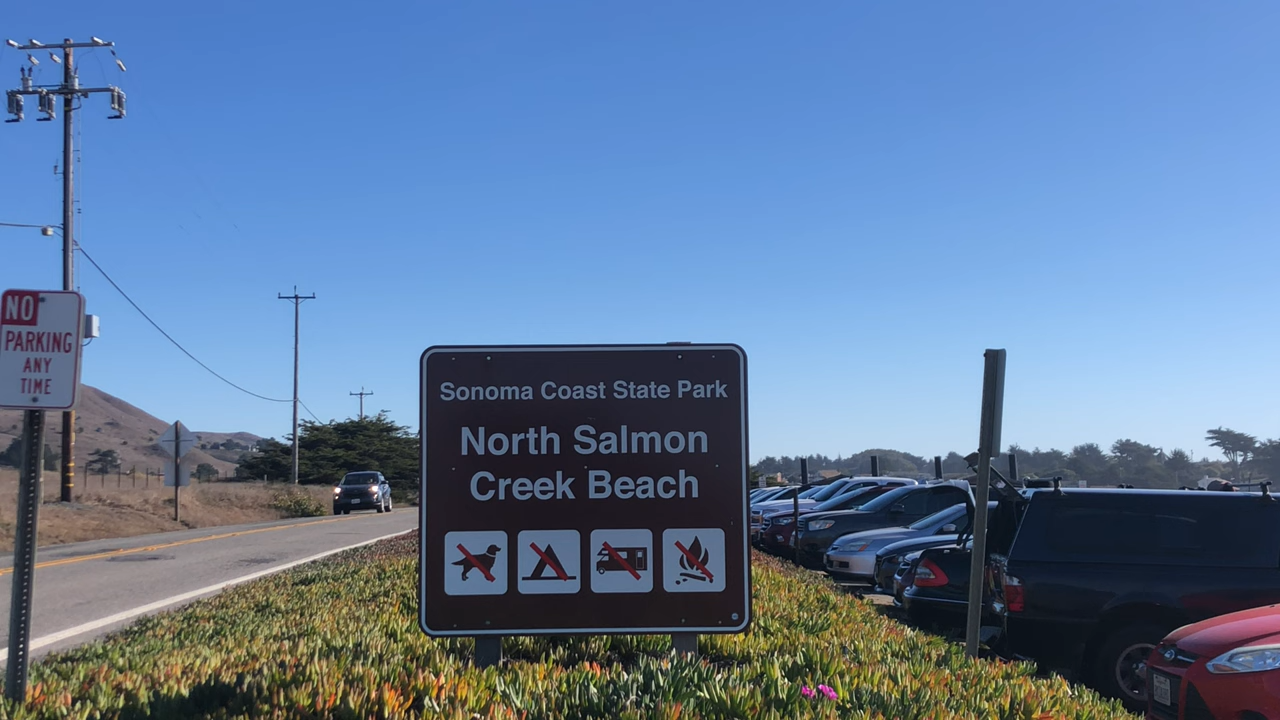 NO
PARKING
ANY
TIME
Sonoma Coast State Park
North Salmon
Creek Beach